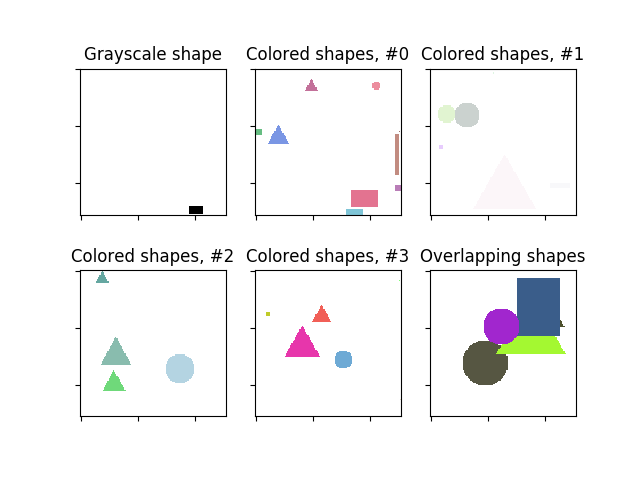 Grayscale shape
Colored shapes, #0
Colored shapes, #1
Colored shapes, #2
Colored shapes, #3
Overlapping shapes